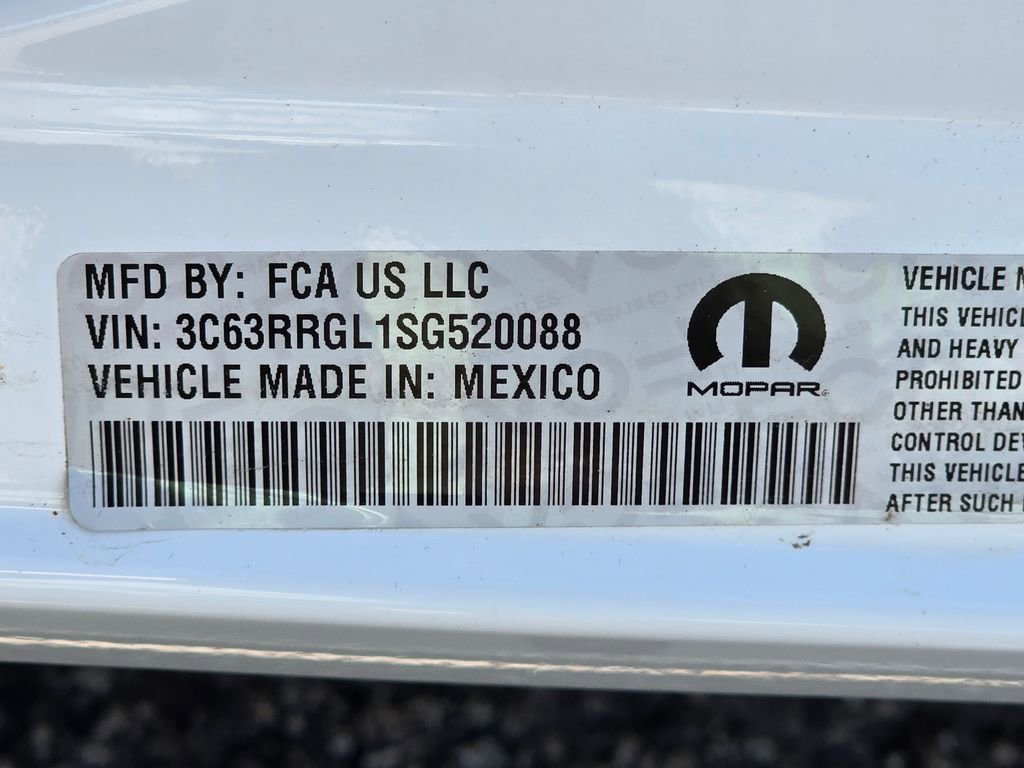 MFD BY: FCA US LLC
VIN: 3C63RRGL1SG520088
VEHICLE MADE IN: MEXICO
MOPAR
VEHICLE
THIS VEHICL
AND HEAVY
PROHIBITED
OTHER THAN
CONTROL DEV
THIS VEHICLE
AFTER SUCH